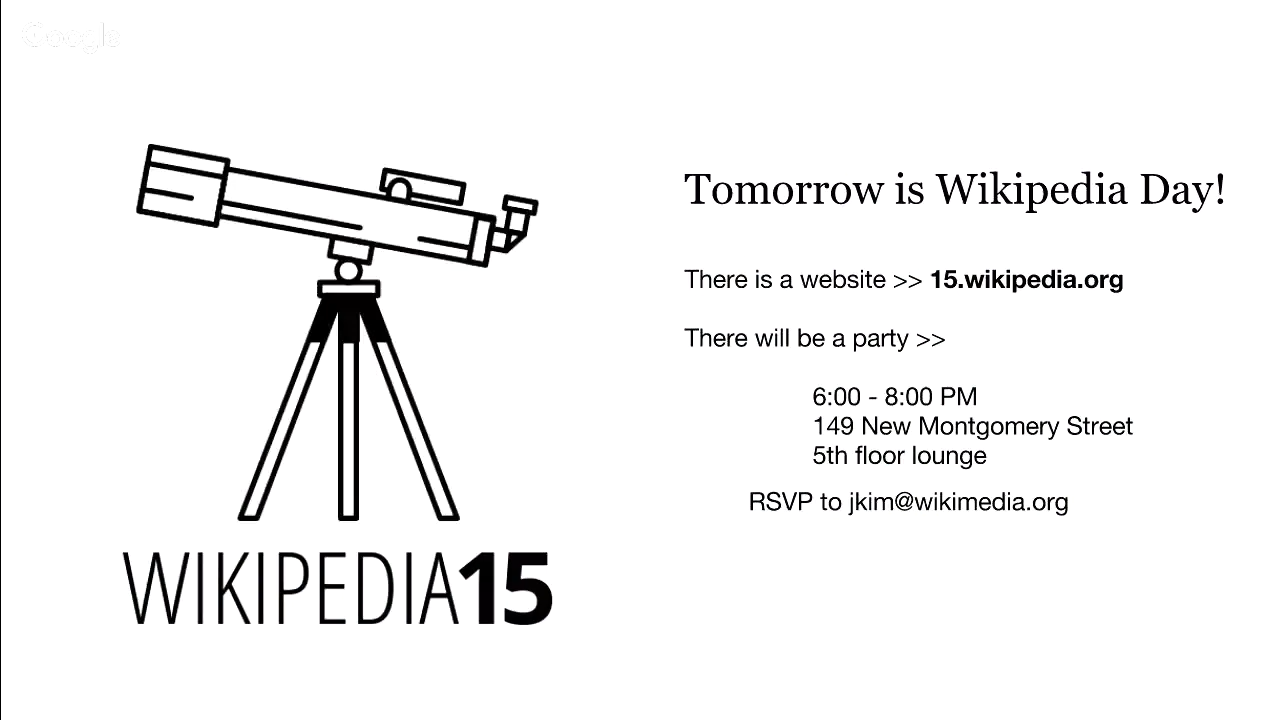 Google
Tomorrow is Wikipedia Day!
There is a website >> 15.wikipedia.org
There will be a party >>
6:00 - 8:00 PM
149 New Montgomery Street
5th floor lounge
RSVP to jkim@wikimedia.org
WIKIPEDIA15